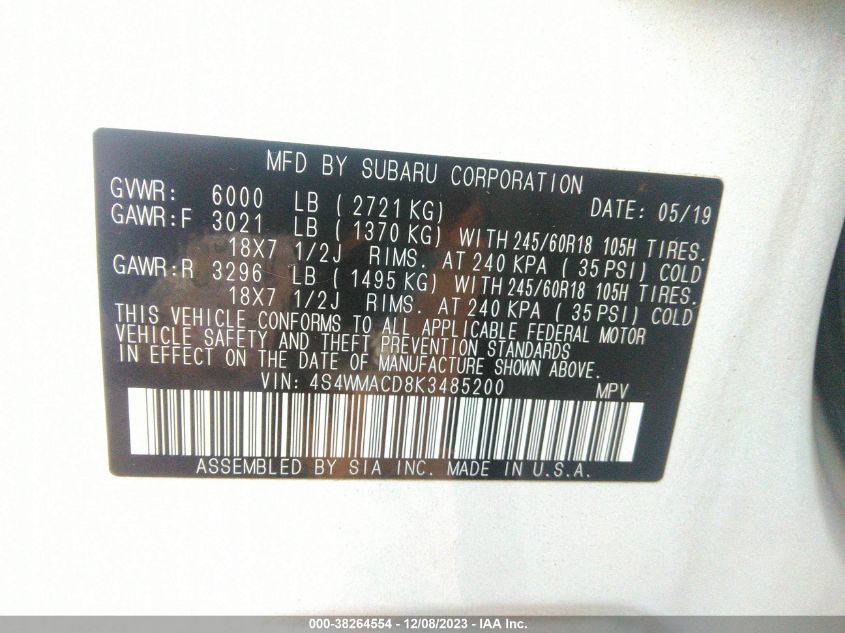 MFD BY SUBARU CORPORATION
GVWR: 6000 LB ( 2721 KG) DATE: 05/19
GAWR:F 3021 LB ( 1370 KG) WITH 245/60R18 105H TIRES.
18X7 1/2J RIMS. AT 240 KPA ( 35 PSI) COLD
GAWR:R 3296 LB ( 1495 KG) WITH 245/60R18 105H TIRES.
18X7 1/2J RIMS. AT 240 KPA ( 35 PSI) COLD
THIS VEHICLE CONFORMS TO ALL APPLICABLE FEDERAL MOTOR
VEHICLE SAFETY AND THEFT PREVENTION STANDARDS
IN EFFECT ON THE DATE OF MANUFACTURE SHOWN ABOVE.
VIN: 4S4WMACD8K3485200 MPV
ASSEMBLED BY SIA INC. MADE IN U.S.A.
000-38264554 - 12/08/2023 - IAA Inc.